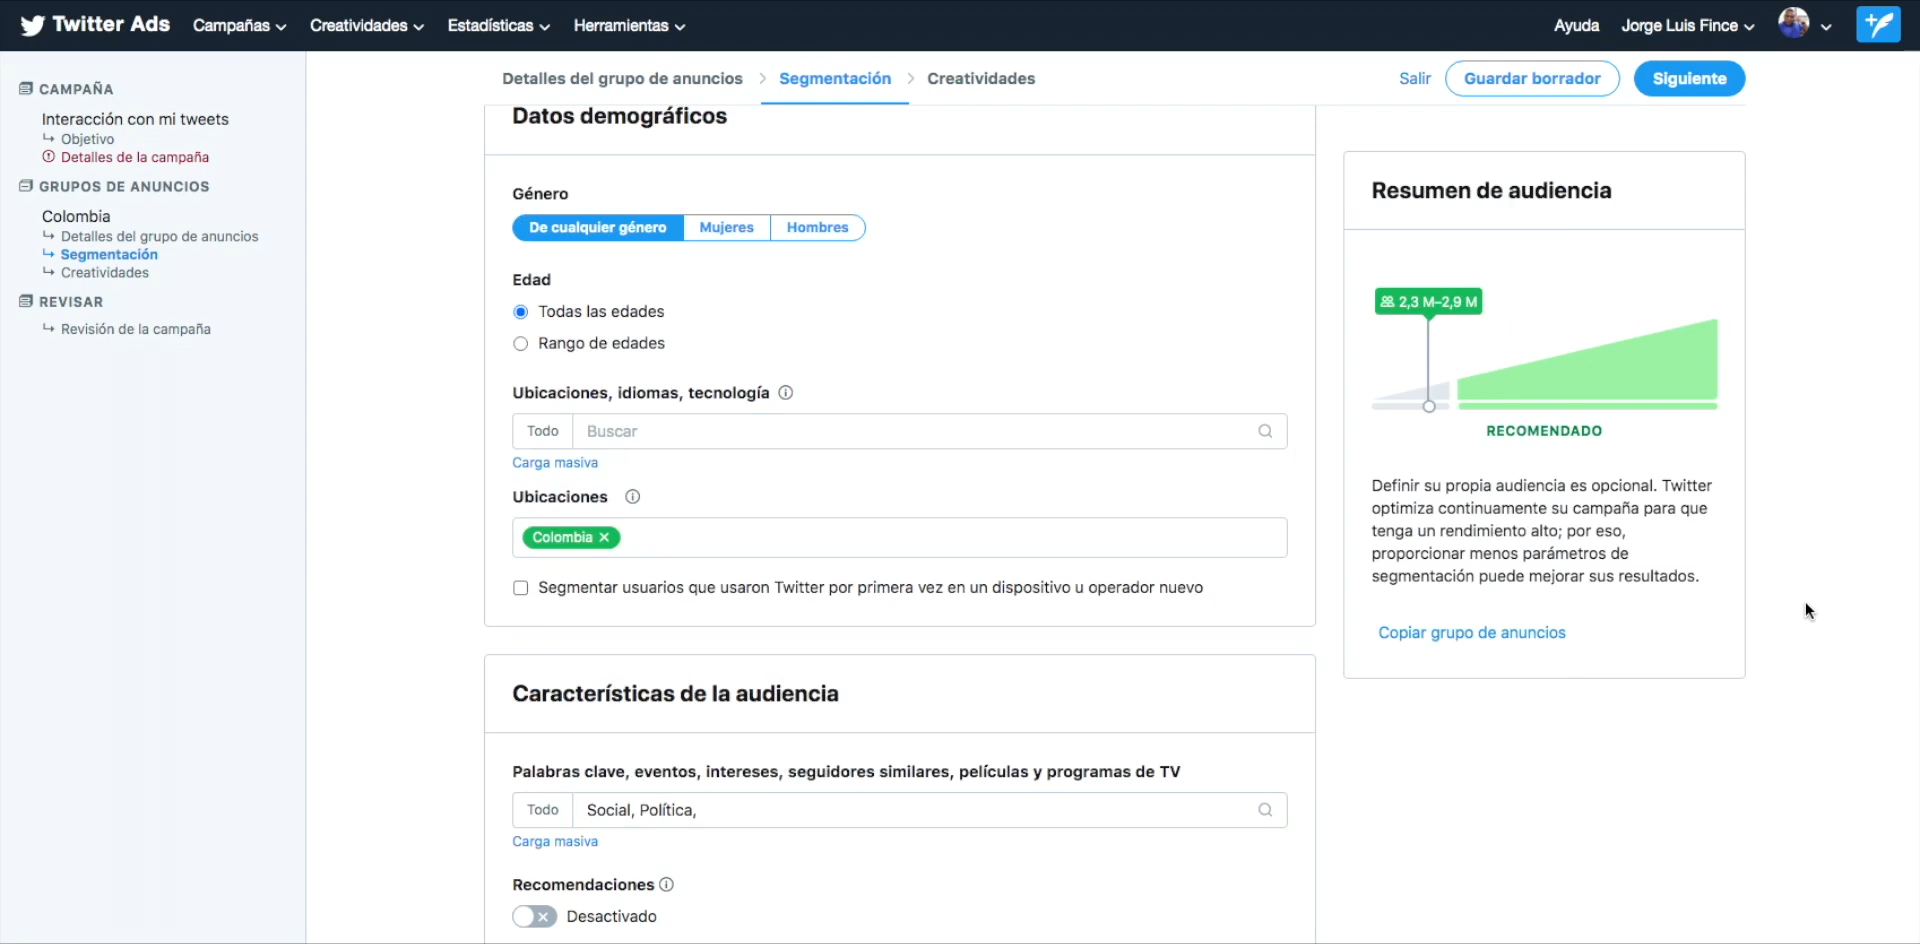 Twitter Ads Campañas Creatividades Estadísticas Herramientas Ayuda Jorge Luis Fince
CAMPAÑA
Interacción con mi tweets
Objetivo
Detalles de la campaña
GRUPOS DE ANUNCIOS
Colombia
Detalles del grupo de anuncios
Segmentación
Creatividades
REVISAR
Revisión de la campaña
Detalles del grupo de anuncios > Segmentación > Creatividades Salir Guardar borrador Siguiente
Datos demográficos
Género
De cualquier género Mujeres Hombres
Edad
Todas las edades
Rango de edades
Ubicaciones, idiomas, tecnología
Todo Buscar
Carga masiva
Ubicaciones
Colombia ×
Segmentar usuarios que usaron Twitter por primera vez en un dispositivo u operador nuevo
Características de la audiencia
Palabras clave, eventos, intereses, seguidores similares, películas y programas de TV
Todo Social, Política,
Carga masiva
Recomendaciones
Desactivado
Resumen de audiencia
2,3 M–2,9 M
RECOMENDADO
Definir su propia audiencia es opcional. Twitter
optimiza continuamente su campaña para que
tenga un rendimiento alto; por eso,
proporcionar menos parámetros de
segmentación puede mejorar sus resultados.
Copiar grupo de anuncios